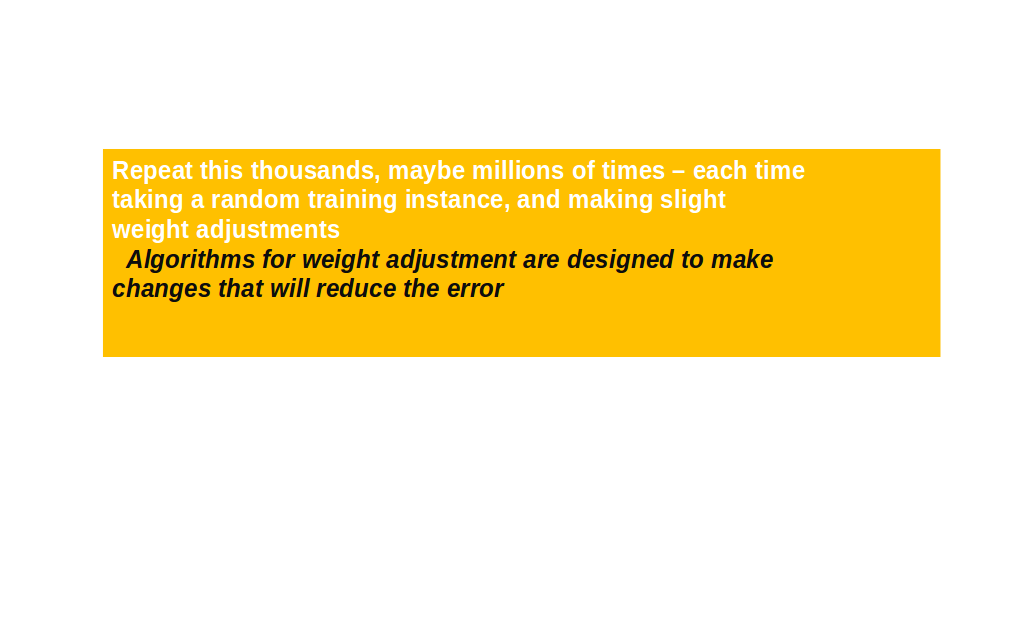 Repeat this thousands, maybe millions of times – each time
taking a random training instance, and making slight
weight adjustments
Algorithms for weight adjustment are designed to make
changes that will reduce the error